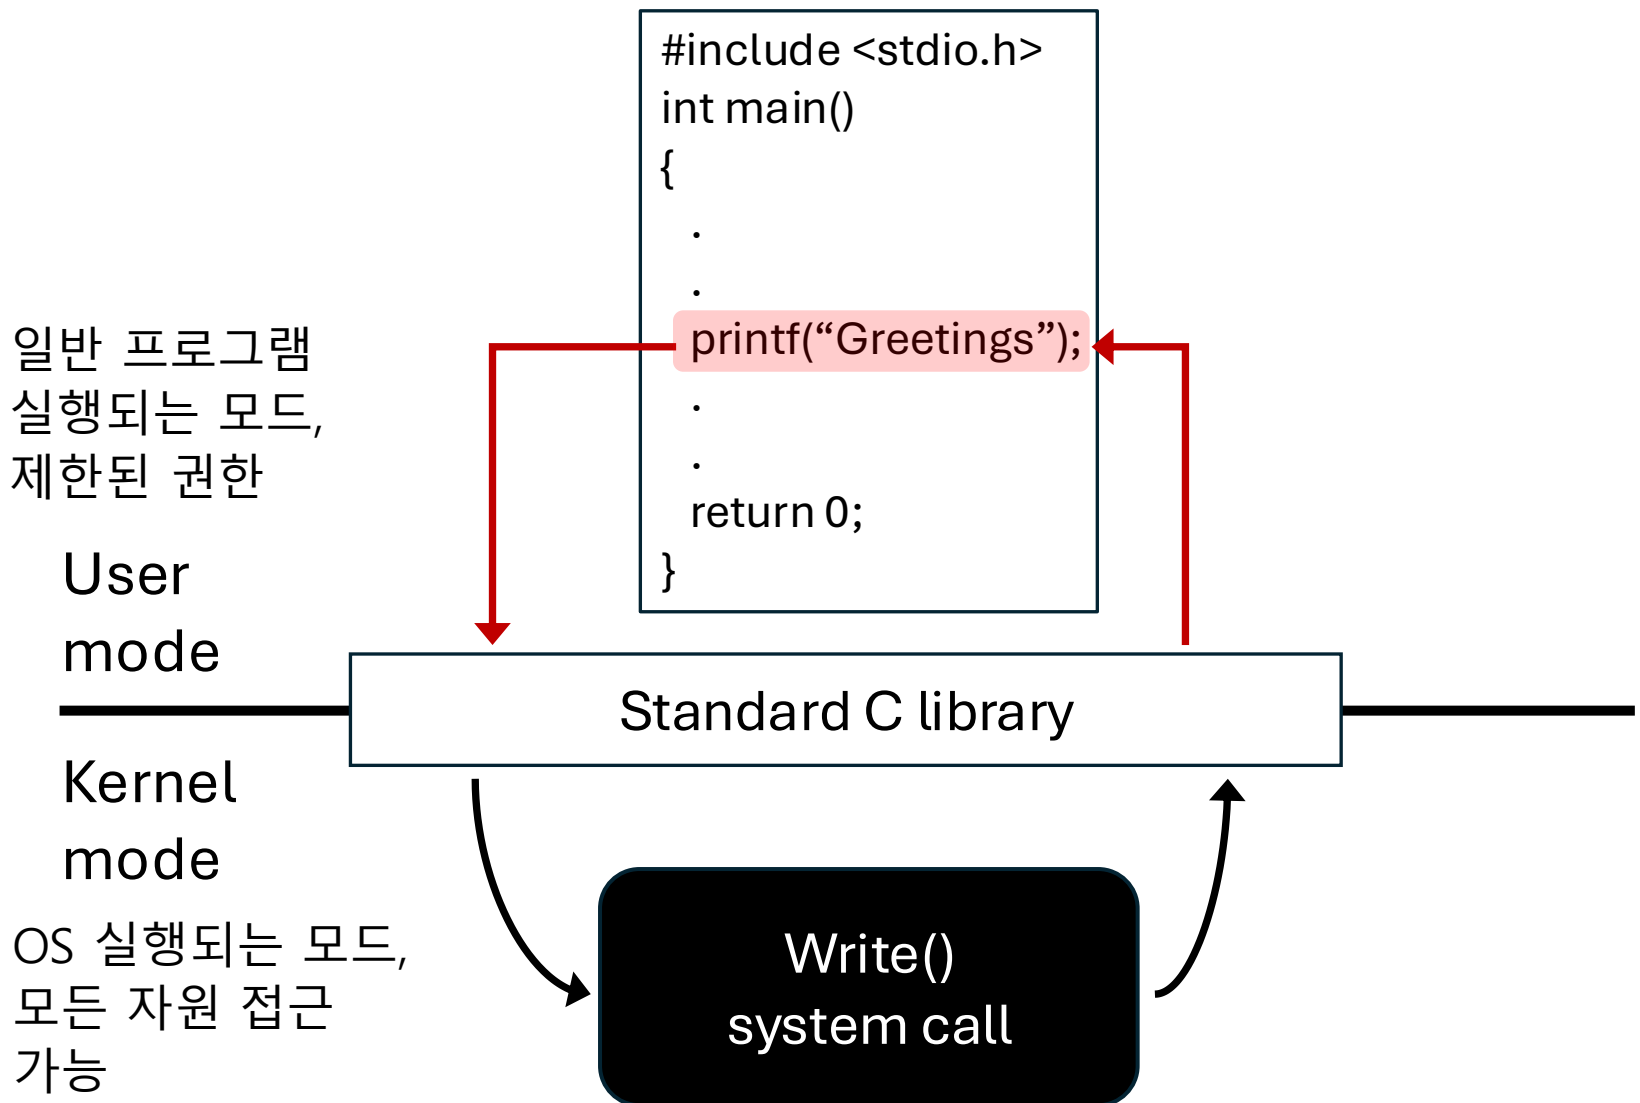 #include <stdio.h>
int main()
{
.
.
printf(“Greetings”);
.
.
return 0;
}
일반 프로그램
실행되는 모드,
제한된 권한
User
mode
Standard C library
Kernel
mode
OS 실행되는 모드,
모든 자원 접근
가능
Write()
system call